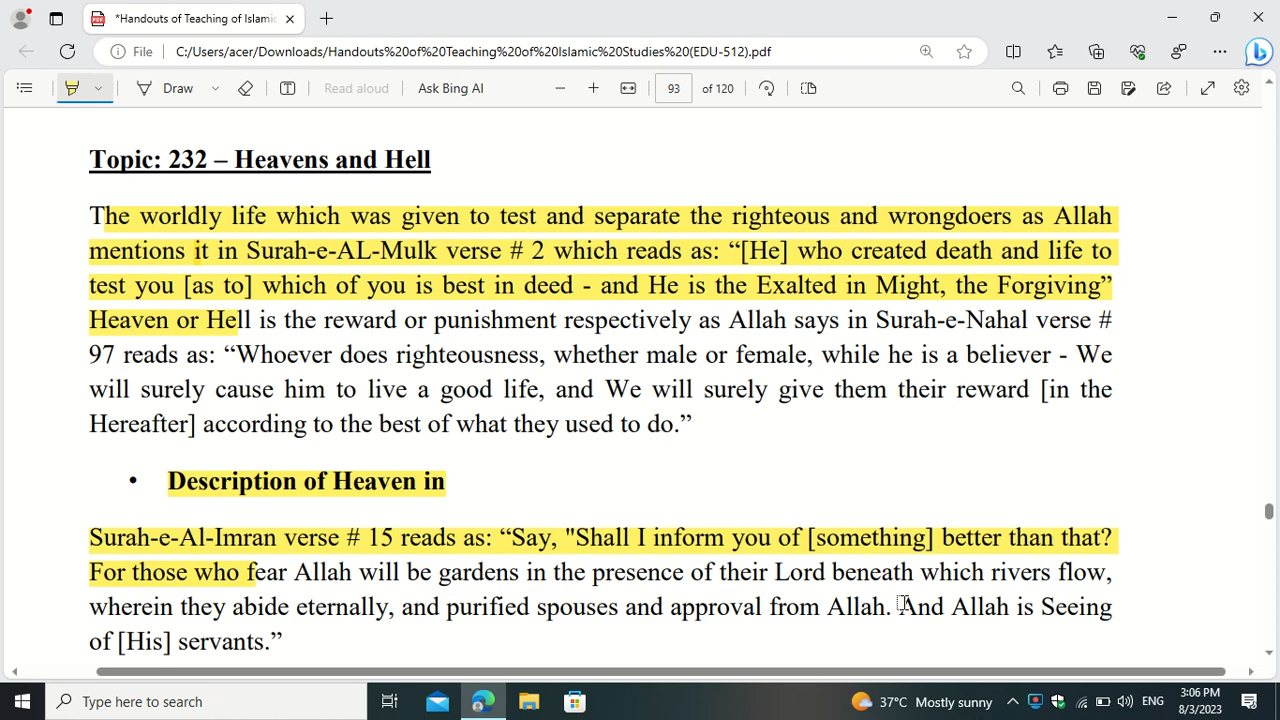 *Handouts of Teaching of Islamic
File
C:/Users/acer/Downloads/Handouts%20of%20Teaching%20of%20Islamic%20Studies%20(EDU-512).pdf
Draw
Read aloud
Ask Bing AI
93 of 120
Topic: 232 – Heavens and Hell
The worldly life which was given to test and separate the righteous and wrongdoers as Allah
mentions it in Surah-e-AL-Mulk verse # 2 which reads as: “[He] who created death and life to
test you [as to] which of you is best in deed - and He is the Exalted in Might, the Forgiving”
Heaven or Hell is the reward or punishment respectively as Allah says in Surah-e-Nahal verse #
97 reads as: “Whoever does righteousness, whether male or female, while he is a believer - We
will surely cause him to live a good life, and We will surely give them their reward [in the
Hereafter] according to the best of what they used to do.”
• Description of Heaven in
Surah-e-Al-Imran verse # 15 reads as: “Say, "Shall I inform you of [something] better than that?
For those who fear Allah will be gardens in the presence of their Lord beneath which rivers flow,
wherein they abide eternally, and purified spouses and approval from Allah. And Allah is Seeing
of [His] servants.”
Type here to search
37°C Mostly sunny
ENG
3:06 PM
8/3/2023